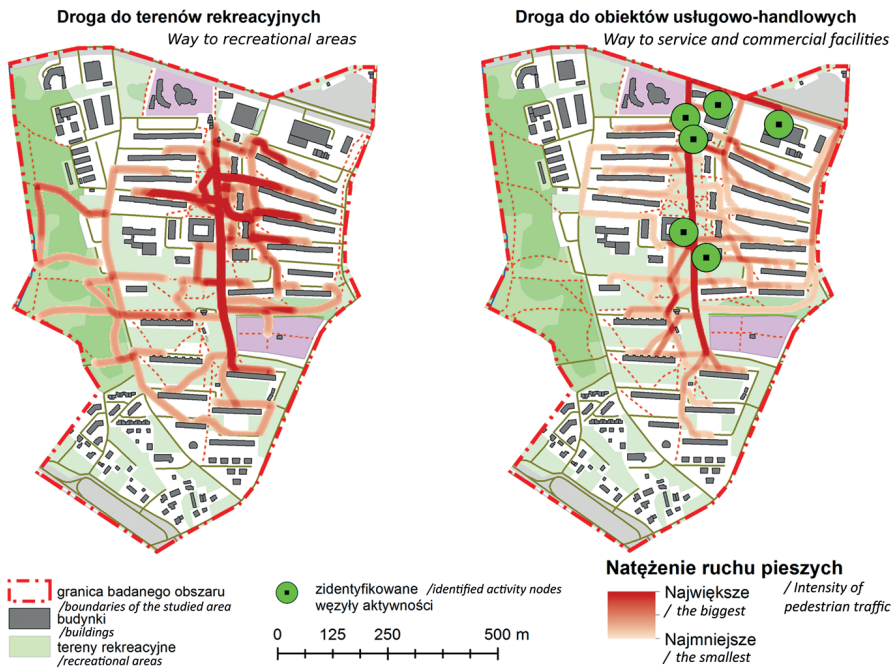 Droga do terenów rekreacyjnych
Way to recreational areas
Droga do obiektów usługowo-handlowych
Way to service and commercial facilities
granica badanego obszaru
/boundaries of the studied area
budynki
/buildings
tereny rekreacyjne
/recreational areas
zidentyfikowane /identified activity nodes
węzły aktywności
0 125 250 500 m
Natężenie ruchu pieszych
/ Intensity of
pedestrian traffic
Największe
/ the biggest
Najmniejsze
/ the smallest